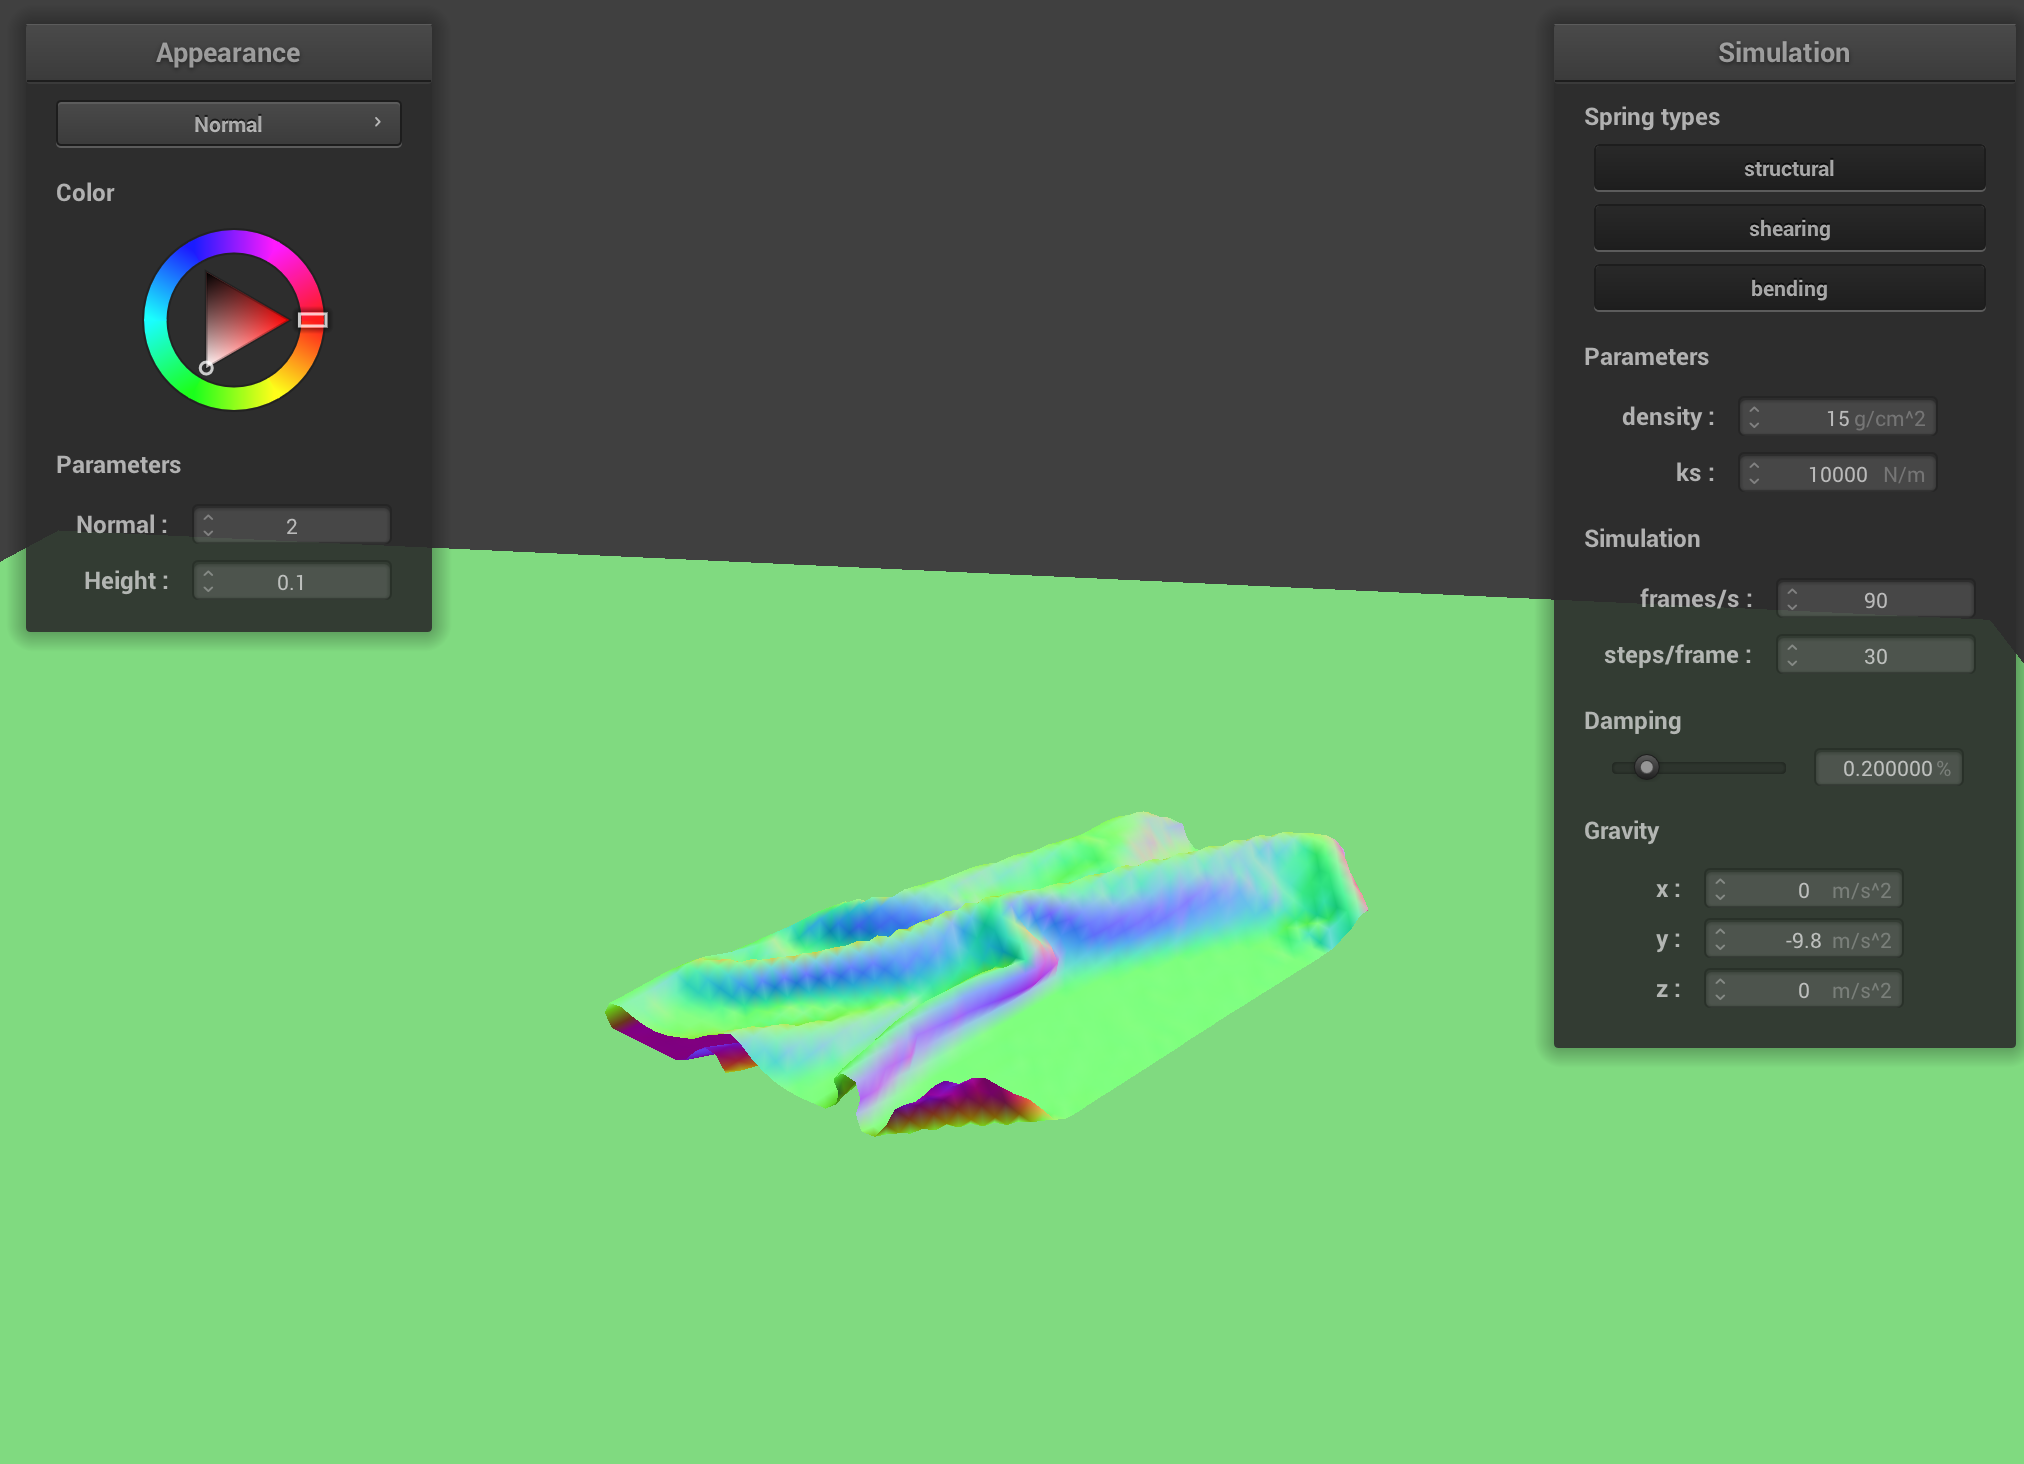 Appearance
Normal
Color
Parameters
Normal : 2
Height : 0.1
Simulation
Spring types
structural
shearing
bending
Parameters
density : 15 g/cm^2
ks : 10000 N/m
Simulation
frames/s : 90
steps/frame : 30
Damping
0.200000 %
Gravity
x : 0 m/s^2
y : -9.8 m/s^2
z : 0 m/s^2